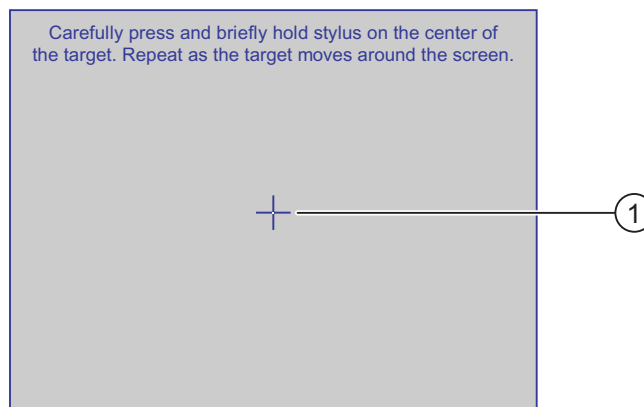 Carefully press and briefly hold stylus on the center of
the target. Repeat as the target moves around the screen.
1